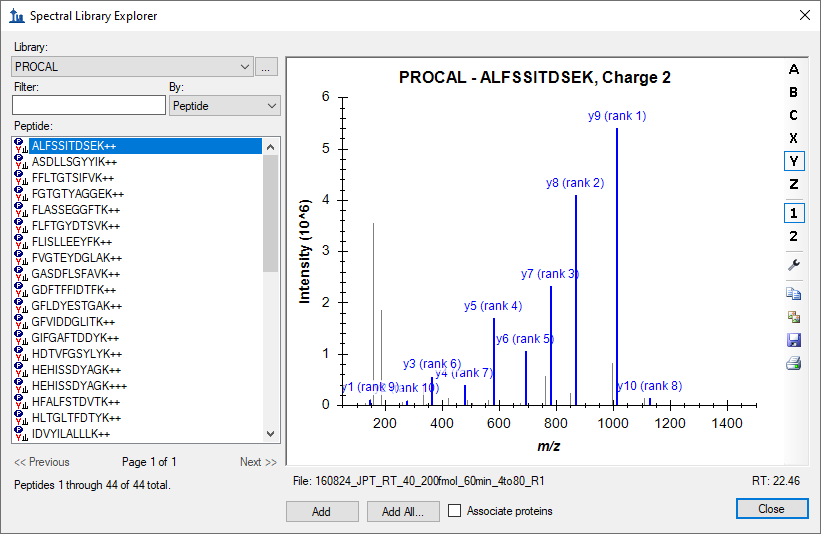 Spectral Library Explorer
Library:
PROCAL
...
Filter:
By:
Peptide
Peptide:
ALFSSITDSEK++
ASDLLSGYYIK++
FFLTGTSIFVK++
FGTGTYAGGEK++
FLASSEGGFTK++
FLFTGYDTSVK++
FLISLLEEYFK++
FVGTEYDGLAK++
GASDFLSFAVK++
GDFTFFIDTFK++
GFLDYESTGAK++
GFVIDDGLITK++
GIFGAFTDDYK++
HDTVFGSYLYK++
HEHISSDYAGK++
HEHISSDYAGK+++
HFALFSTDVTK++
HLTGLTFDTYK++
IDVYILALLLK++
<< Previous
Page 1 of 1
Next >>
Peptides 1 through 44 of 44 total.
PROCAL - ALFSSITDSEK, Charge 2
Intensity (10^6)
6
5
4
3
2
1
0
y9 (rank 1)
y8 (rank 2)
y7 (rank 3)
y5 (rank 4)
y6 (rank 5)
y3 (rank 6)
y4 (rank 7)
y1 (rank 9)
(rank 10)
y10 (rank 8)
200
400
600
800
1000
1200
1400
m/z
A
B
C
X
Y
Z
1
2
File: 160824_JPT_RT_40_200fmol_60min_4to80_R1
RT: 22.46
Add
Add All...
Associate proteins
Close